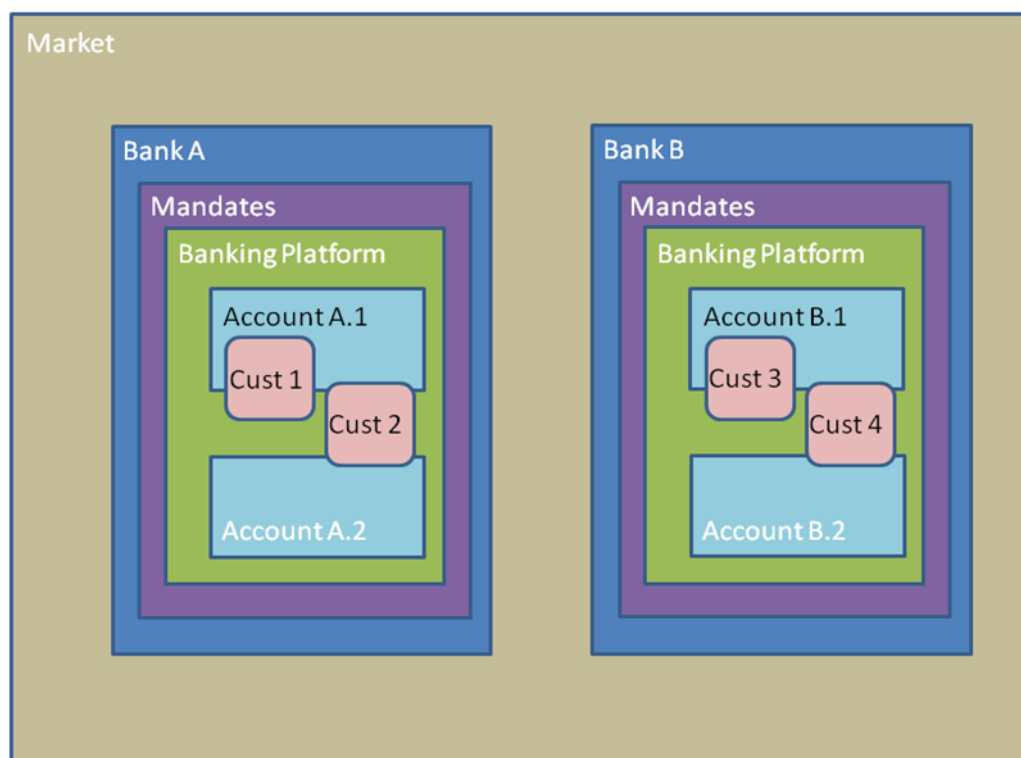 Market
Bank A
Mandates
Banking Platform
Account A.1
Cust 1
Cust 2
Account A.2
Bank B
Mandates
Banking Platform
Account B.1
Cust 3
Cust 4
Account B.2